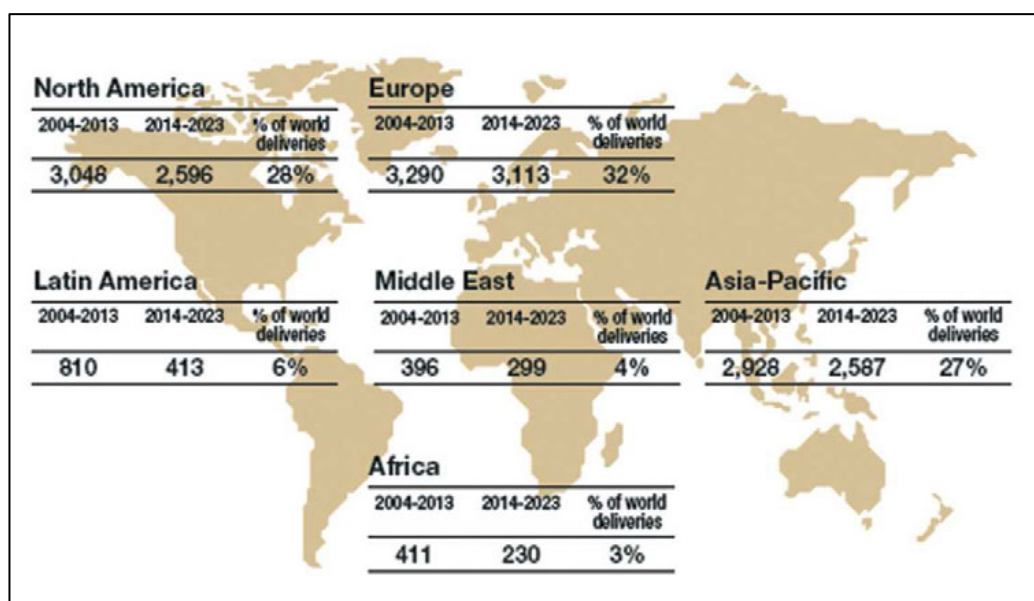 North America
2004-2013 2014-2023 % of world
deliveries
3,048 2,596 28%
Europe
2004-2013 2014-2023 % of world
deliveries
3,290 3,113 32%
Latin America
2004-2013 2014-2023 % of world
deliveries
810 413 6%
Middle East
2004-2013 2014-2023 % of world
deliveries
396 299 4%
Asia-Pacific
2004-2013 2014-2023 % of world
deliveries
2,928 2,587 27%
Africa
2004-2013 2014-2023 % of world
deliveries
411 230 3%